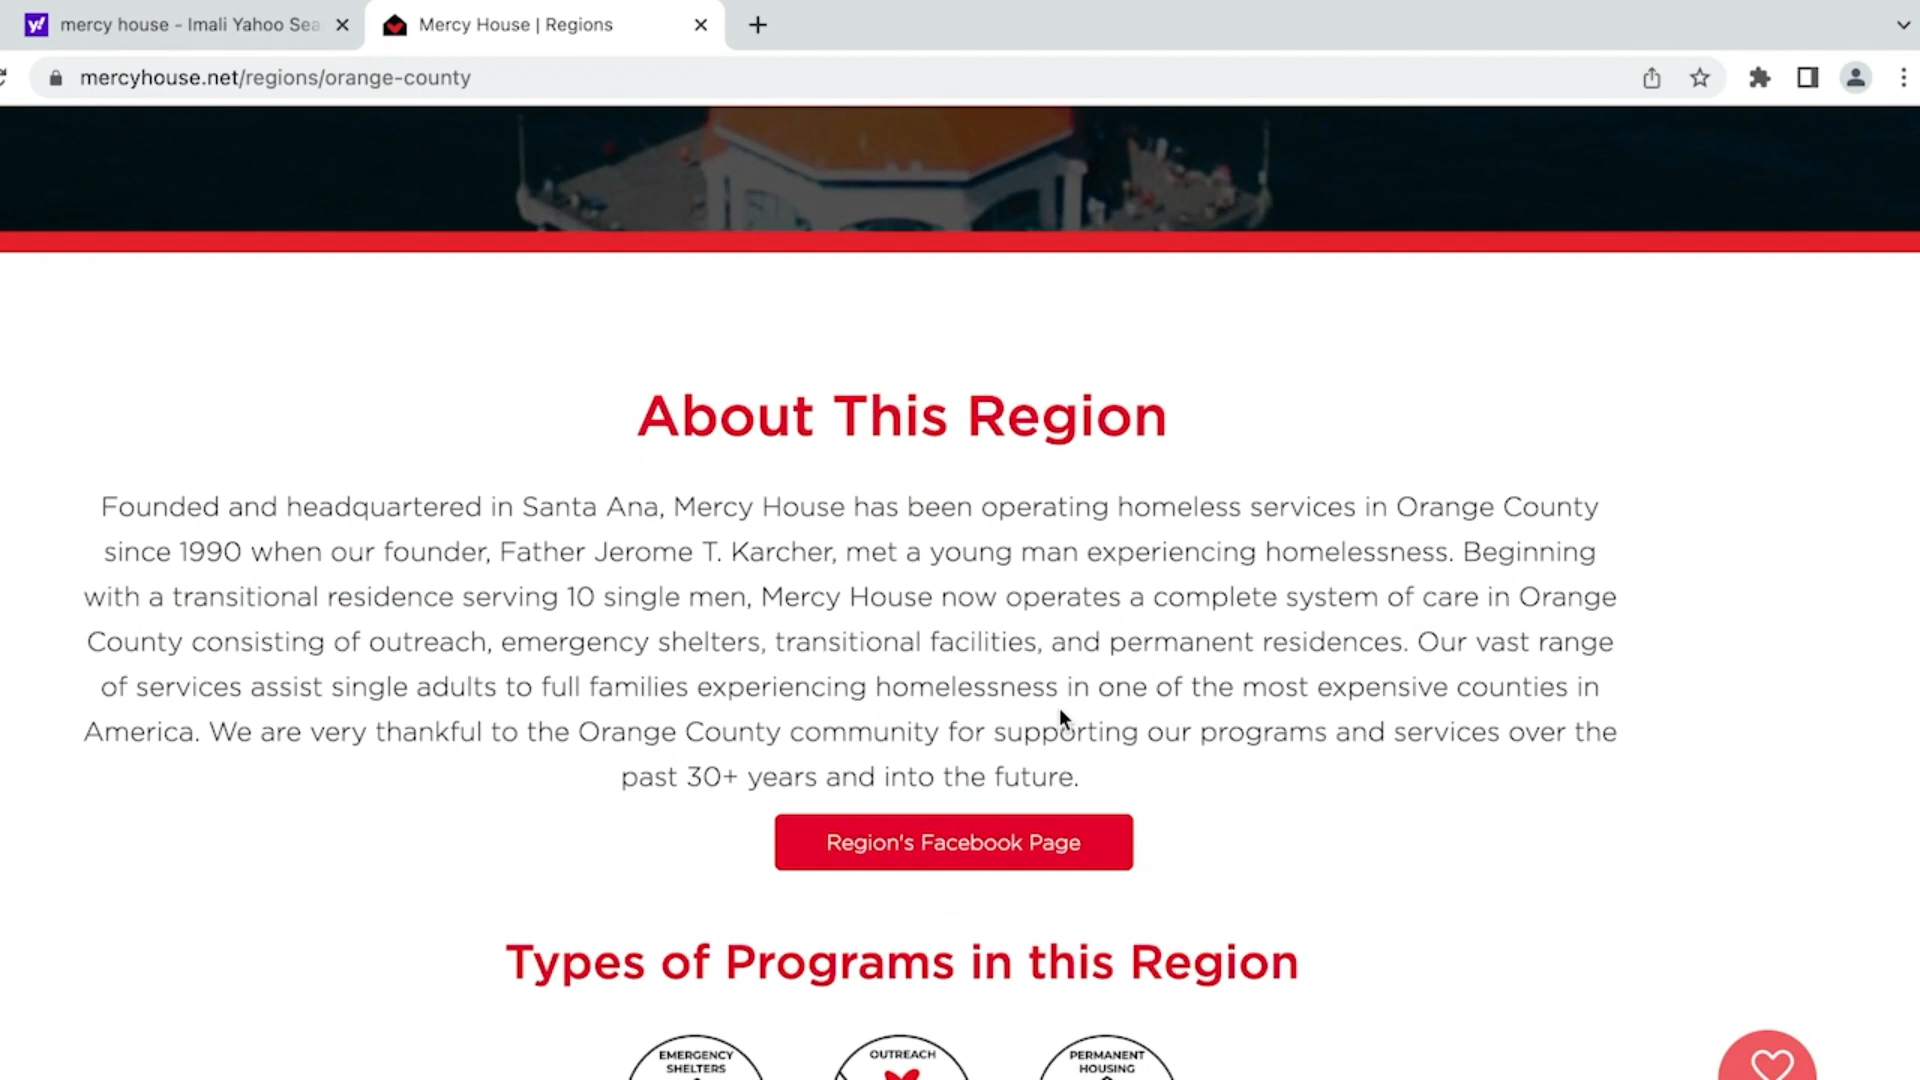 mercy house - Imali Yahoo Sea
Mercy House | Regions
mercyhouse.net/regions/orange-county
About This Region
Founded and headquartered in Santa Ana, Mercy House has been operating homeless services in Orange County
since 1990 when our founder, Father Jerome T. Karcher, met a young man experiencing homelessness. Beginning
with a transitional residence serving 10 single men, Mercy House now operates a complete system of care in Orange
County consisting of outreach, emergency shelters, transitional facilities, and permanent residences. Our vast range
of services assist single adults to full families experiencing homelessness in one of the most expensive counties in
America. We are very thankful to the Orange County community for supporting our programs and services over the
past 30+ years and into the future.
Region's Facebook Page
Types of Programs in this Region
EMERGENCY
SHELTERS
OUTREACH
PERMANENT
HOUSING